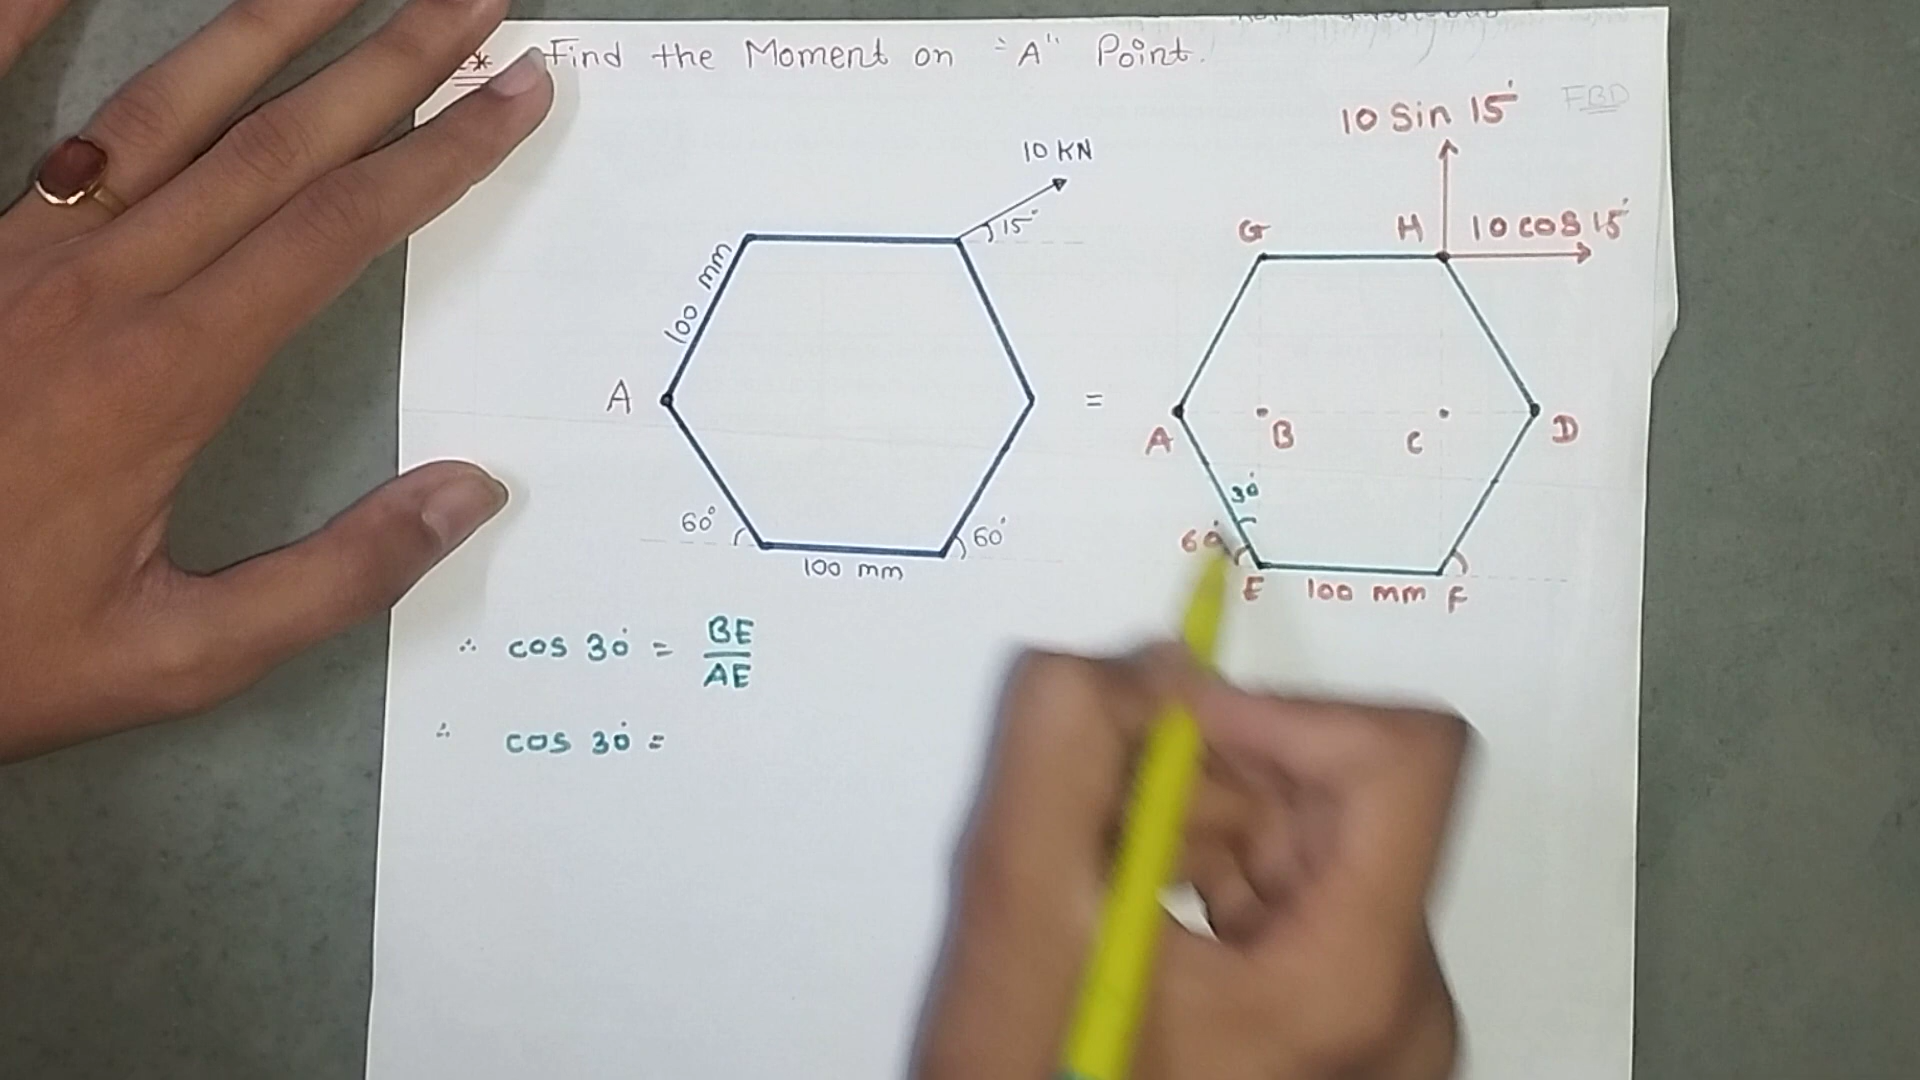 Find the Moment on "A" Point.
FBD
10 Sin 15°
10 KN
15°
G
H
10 cos 15°
100 mm
A
=
A
B
C
D
30°
60°
60°
60°
100 mm
E
100 mm
F
∴ cos 30° = BE
AE
∴ cos 30° =